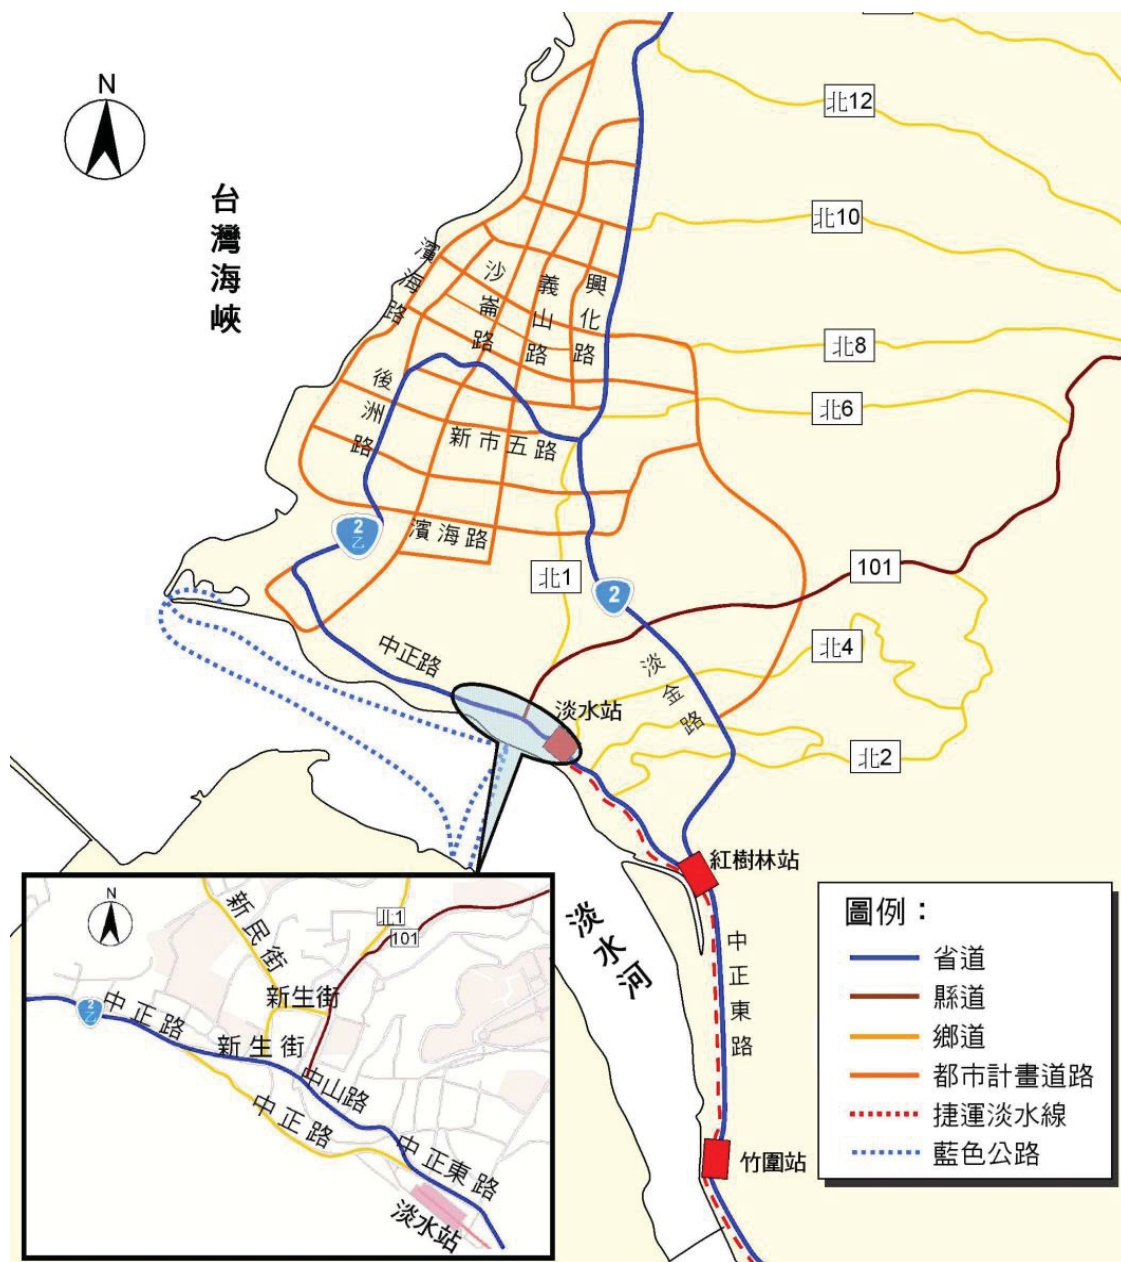 N
台灣海峽
北12
北10
北8
北6
濱海路
沙崙路
義山路
興化路
後洲路
新市五路
2乙
濱海路
北1
2
101
北4
中正路
淡金路
淡水站
北2
紅樹林站
淡水河
中正東路
竹圍站
圖例：
省道
縣道
鄉道
都市計畫道路
捷運淡水線
藍色公路
N
新民街
北1
101
新生街
2乙
中正路
新生街
中山路
中正路
中正東路
淡水站